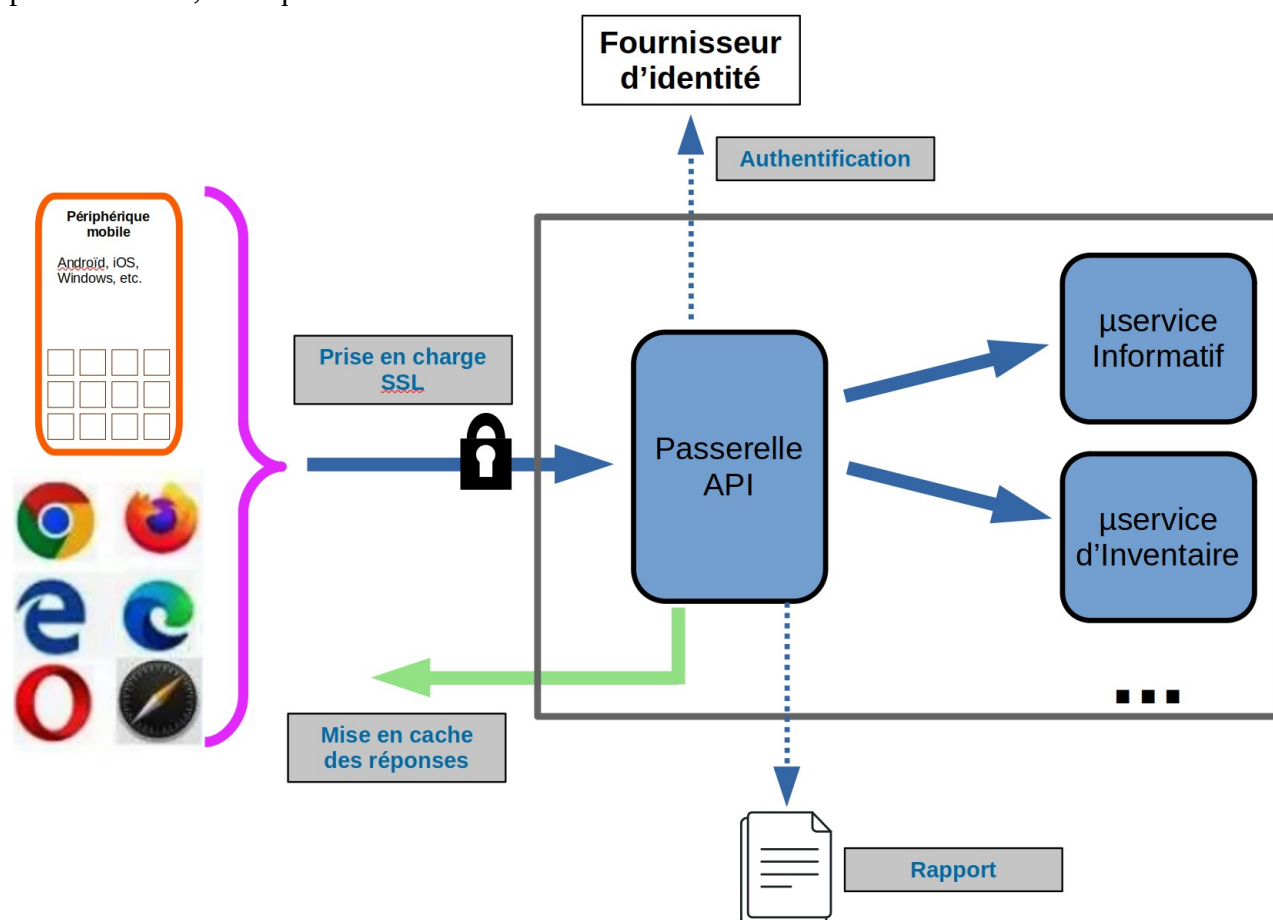 Fournisseur
d’identité
Authentification
Périphérique
mobile
Androïd, iOS,
Windows, etc.
Prise en charge
SSL
Passerelle
API
µservice
Informatif
µservice
d’Inventaire
...
Mise en cache
des réponses
Rapport